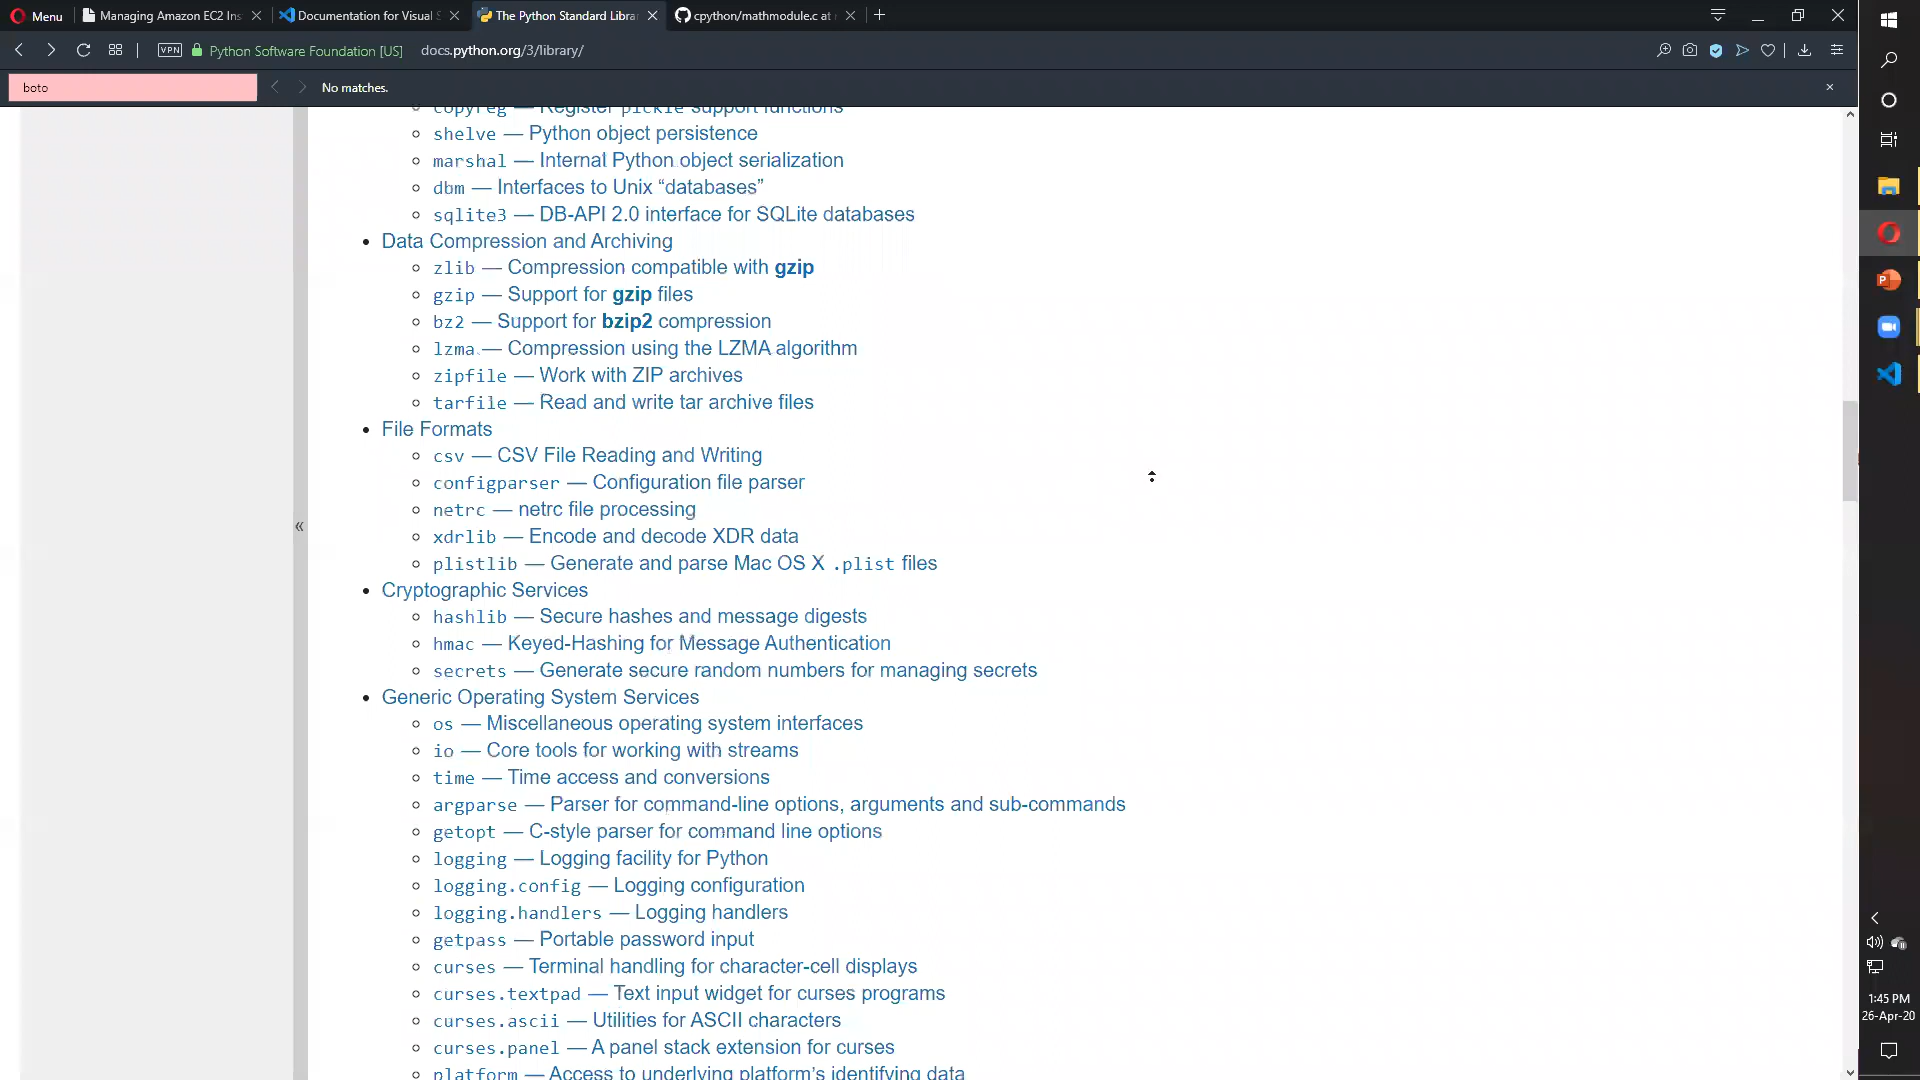 Menu
Managing Amazon EC2 Ins
Documentation for Visual S
The Python Standard Libra
cpython/mathmodule.c at
VPN
Python Software Foundation [US]
docs.python.org/3/library/
boto
No matches.
copyreg — Register pickle support functions
shelve — Python object persistence
marshal — Internal Python object serialization
dbm — Interfaces to Unix “databases”
sqlite3 — DB-API 2.0 interface for SQLite databases
Data Compression and Archiving
zlib — Compression compatible with gzip
gzip — Support for gzip files
bz2 — Support for bzip2 compression
lzma — Compression using the LZMA algorithm
zipfile — Work with ZIP archives
tarfile — Read and write tar archive files
File Formats
csv — CSV File Reading and Writing
configparser — Configuration file parser
netrc — netrc file processing
xdrlib — Encode and decode XDR data
plistlib — Generate and parse Mac OS X .plist files
Cryptographic Services
hashlib — Secure hashes and message digests
hmac — Keyed-Hashing for Message Authentication
secrets — Generate secure random numbers for managing secrets
Generic Operating System Services
os — Miscellaneous operating system interfaces
io — Core tools for working with streams
time — Time access and conversions
argparse — Parser for command-line options, arguments and sub-commands
getopt — C-style parser for command line options
logging — Logging facility for Python
logging.config — Logging configuration
logging.handlers — Logging handlers
getpass — Portable password input
curses — Terminal handling for character-cell displays
curses.textpad — Text input widget for curses programs
curses.ascii — Utilities for ASCII characters
curses.panel — A panel stack extension for curses
platform — Access to underlying platform’s identifying data
«
1:45 PM
26-Apr-20